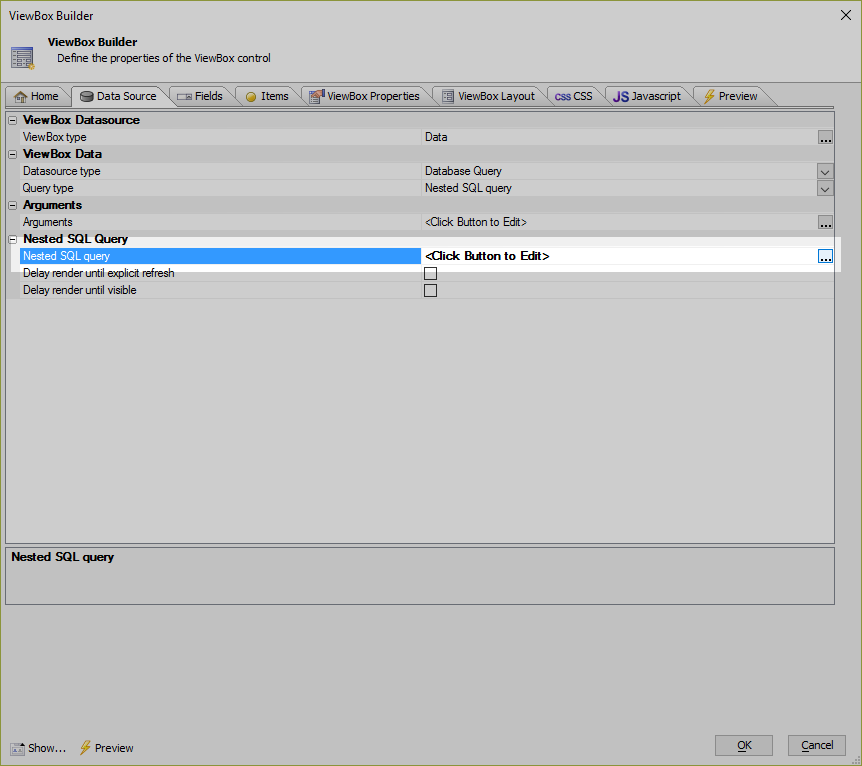 ViewBox Builder
ViewBox Builder
Define the properties of the ViewBox control
Home Data Source Fields Items ViewBox Properties ViewBox Layout css CSS JS Javascript Preview
ViewBox Datasource
ViewBox type Data ...
ViewBox Data
Datasource type Database Query
Query type Nested SQL query
Arguments
Arguments <Click Button to Edit> ...
Nested SQL Query
Nested SQL query <Click Button to Edit> ...
Delay render until explicit refresh
Delay render until visible
Nested SQL query
Show... Preview OK Cancel